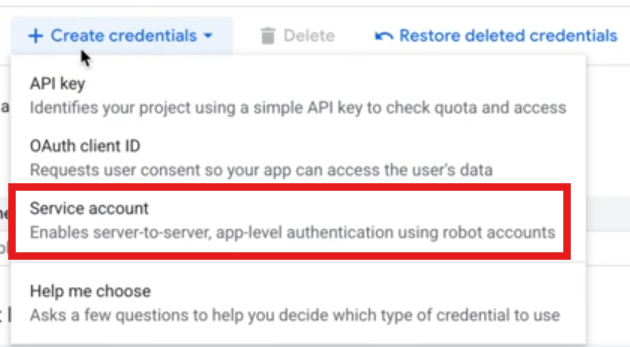 + Create credentials
Delete
Restore deleted credentials
API key
Identifies your project using a simple API key to check quota and access
OAuth client ID
Requests user consent so your app can access the user's data
Service account
Enables server-to-server, app-level authentication using robot accounts
Help me choose
Asks a few questions to help you decide which type of credential to use